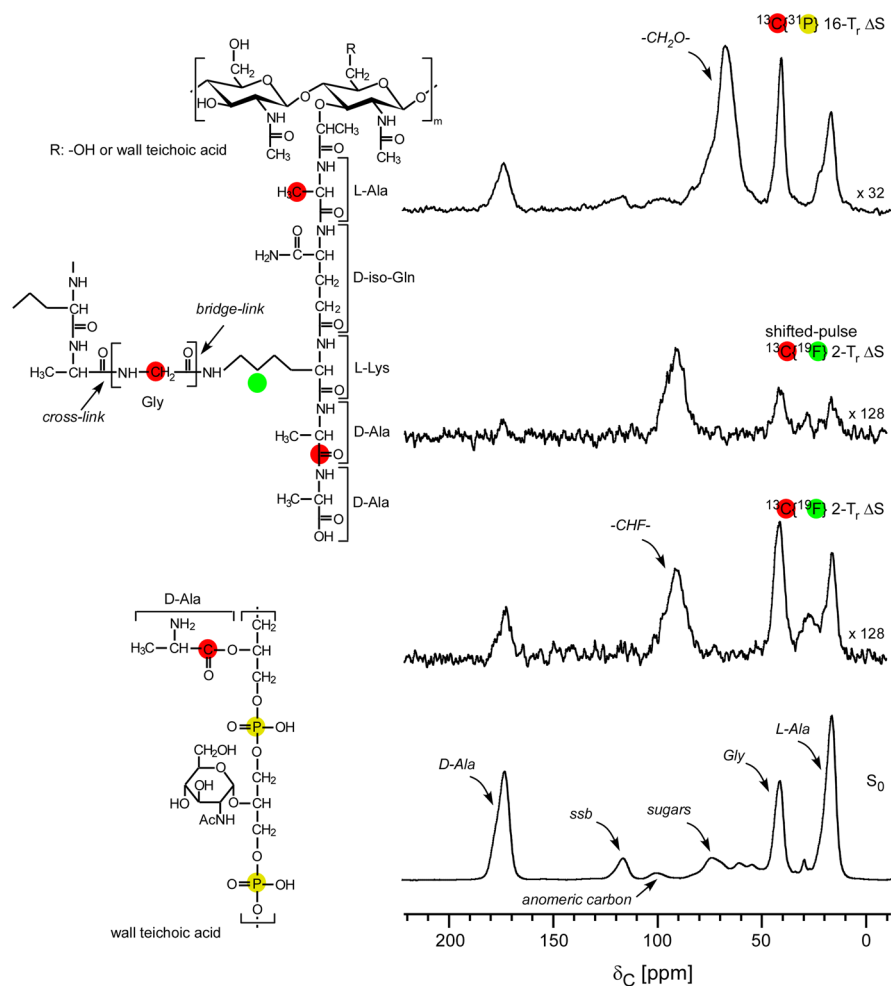 ¹³C{³¹P} 16-Tᵣ ΔS
-CH₂O-
x 32
shifted-pulse
¹³C{¹⁹F} 2-Tᵣ ΔS
x 128
¹³C{¹⁹F} 2-Tᵣ ΔS
-CHF-
x 128
S₀
D-Ala
ssb
sugars
Gly
L-Ala
anomeric carbon
200
150
100
50
0
δC [ppm]
OH
CH₂
O
HO
NH
O
CH₃
R
CH₂
O
O
O
NH
O
CH₃
m
CHCH₃
O
R: -OH or wall teichoic acid
NH
H₃C
CH
O
L-Ala
NH
O
H₂N
CH
CH₂
CH₂
O
D-iso-Gln
NH
CH
O
L-Lys
NH
H₃C
CH
O
D-Ala
NH
H₃C
CH
O
OH
D-Ala
NH
CH
O
NH
H₃C
CH
O
NH
CH₂
O
NH
bridge-link
cross-link
Gly
D-Ala
NH₂
H₃C
CH
C
O
O
CH₂
CH
CH₂
O
O
P
OH
O
CH₂
CH
O
CH₂
O
O
P
OH
O
CH₂OH
O
OH
HO
AcNH
wall teichoic acid